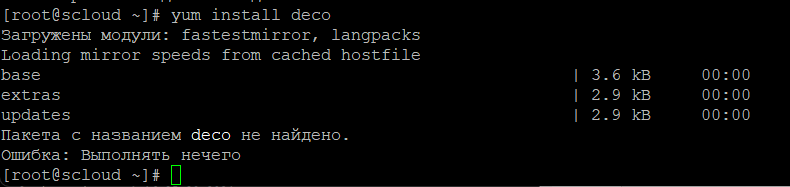 [root@scloud ~]# yum install deco
Загружены модули: fastestmirror, langpacks
Loading mirror speeds from cached hostfile
base | 3.6 kB 00:00
extras | 2.9 kB 00:00
updates | 2.9 kB 00:00
Пакета с названием deco не найдено.
Ошибка: Выполнять нечего
[root@scloud ~]#